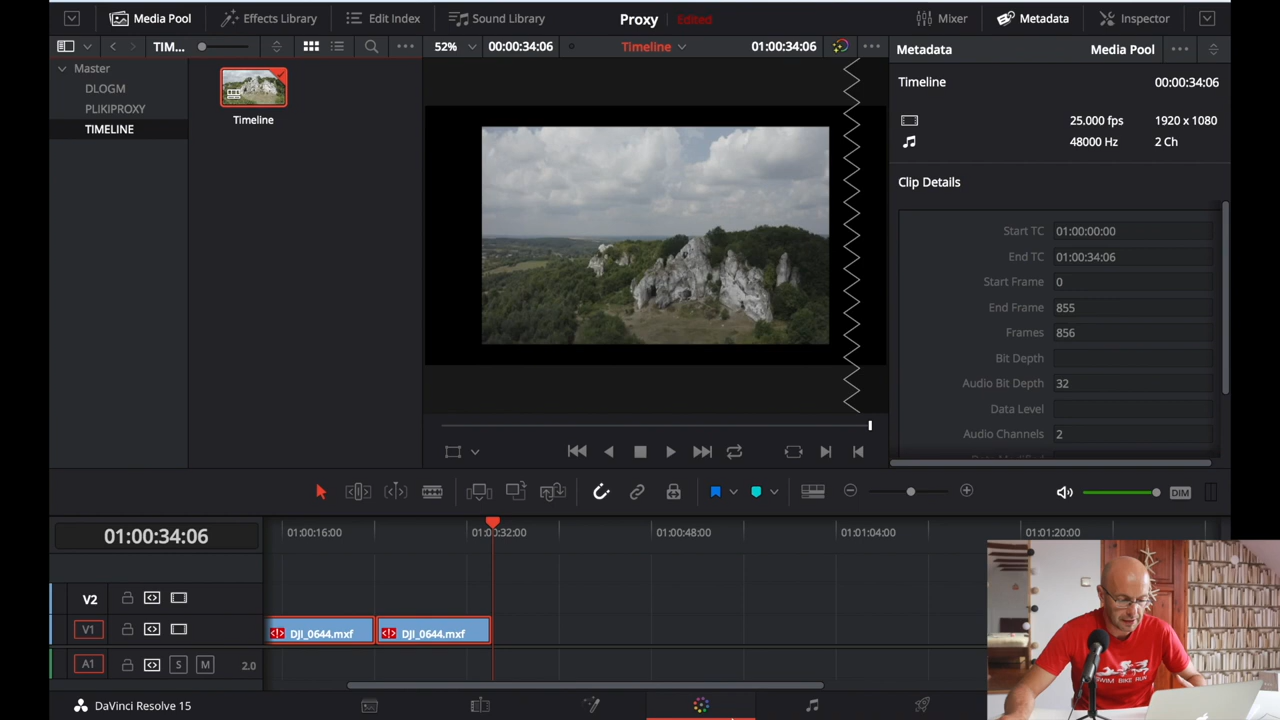 Media Pool
Effects Library
Edit Index
Sound Library
Proxy
Edited
Mixer
Metadata
Inspector
TIM...
52%
00:00:34:06
Timeline
01:00:34:06
Metadata
Media Pool
Master
DLOGM
PLIKIPROXY
TIMELINE
Timeline
Timeline
00:00:34:06
25.000 fps
1920 x 1080
48000 Hz
2 Ch
Clip Details
Start TC
01:00:00:00
End TC
01:00:34:06
Start Frame
0
End Frame
855
Frames
856
Bit Depth
Audio Bit Depth
32
Data Level
Audio Channels
2
DIM
01:00:34:06
01:00:16:00
01:00:32:00
01:00:48:00
01:01:04:00
01:01:20:00
V2
V1
DJI_0644.mxf
DJI_0644.mxf
A1
S
M
2.0
DaVinci Resolve 15
SWIM BIKE RUN